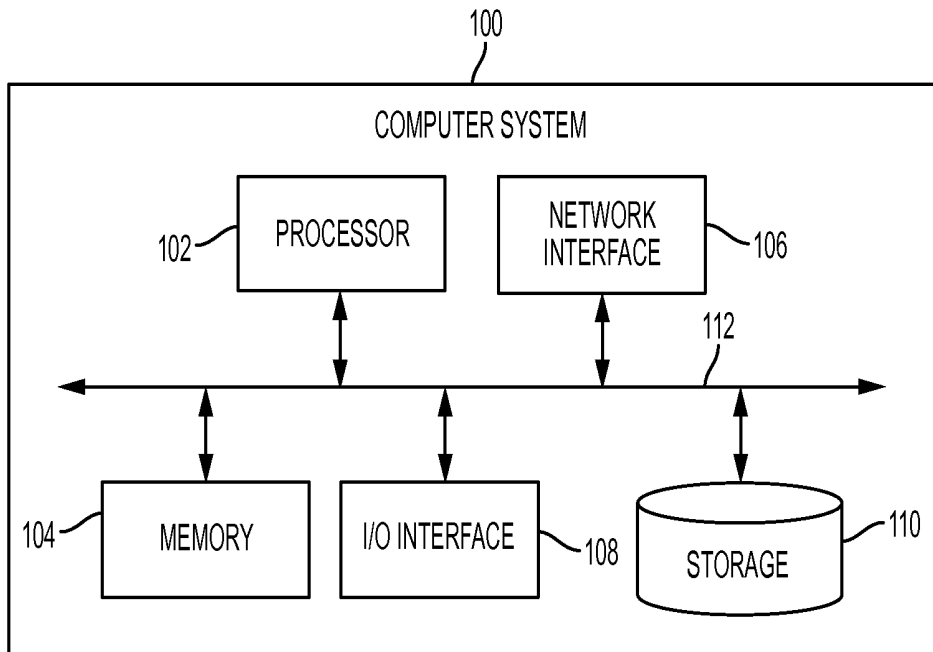 100
COMPUTER SYSTEM
PROCESSOR
102
NETWORK
INTERFACE
106
112
MEMORY
104
I/O INTERFACE
108
STORAGE
110